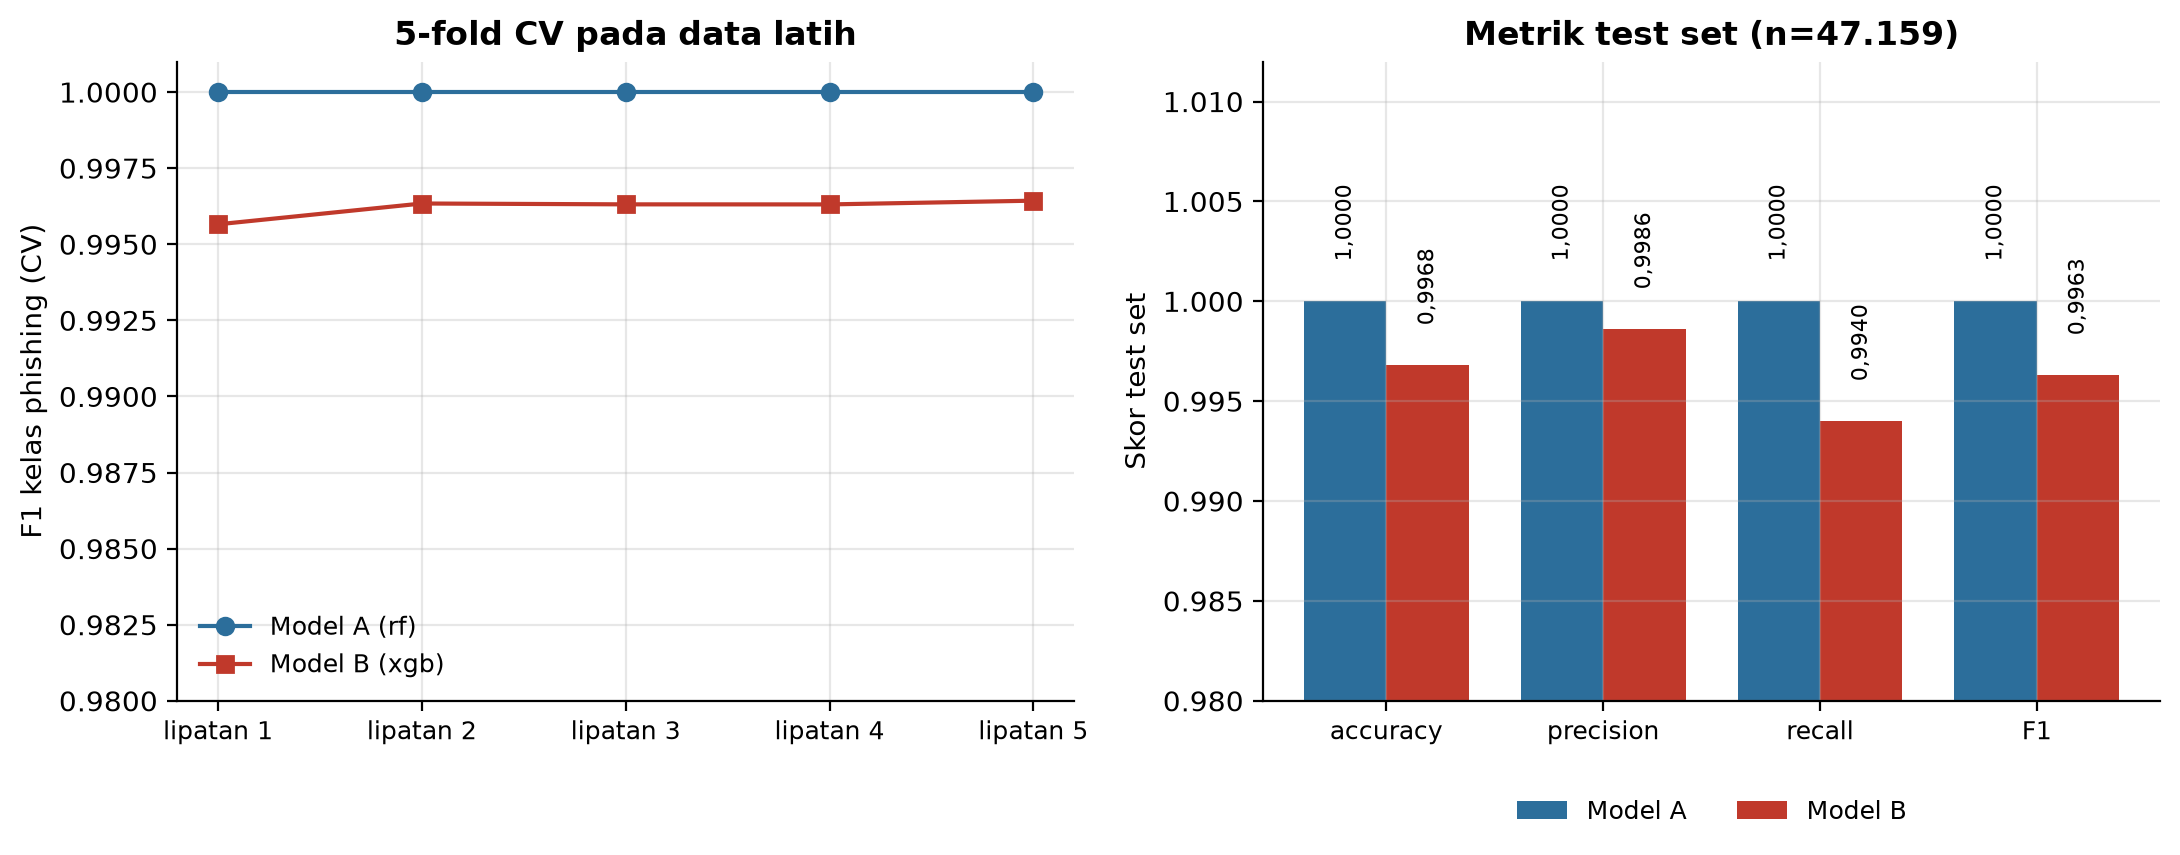 5-fold CV pada data latih
F1 kelas phishing (CV)
1.0000
0.9975
0.9950
0.9925
0.9900
0.9875
0.9850
0.9825
0.9800
Model A (rf)
Model B (xgb)
lipatan 1
lipatan 2
lipatan 3
lipatan 4
lipatan 5
Metrik test set (n=47.159)
Skor test set
1.010
1.005
1.000
0.995
0.990
0.985
0.980
1,0000
0,9968
1,0000
0,9986
1,0000
0,9940
1,0000
0,9963
accuracy
precision
recall
F1
Model A
Model B